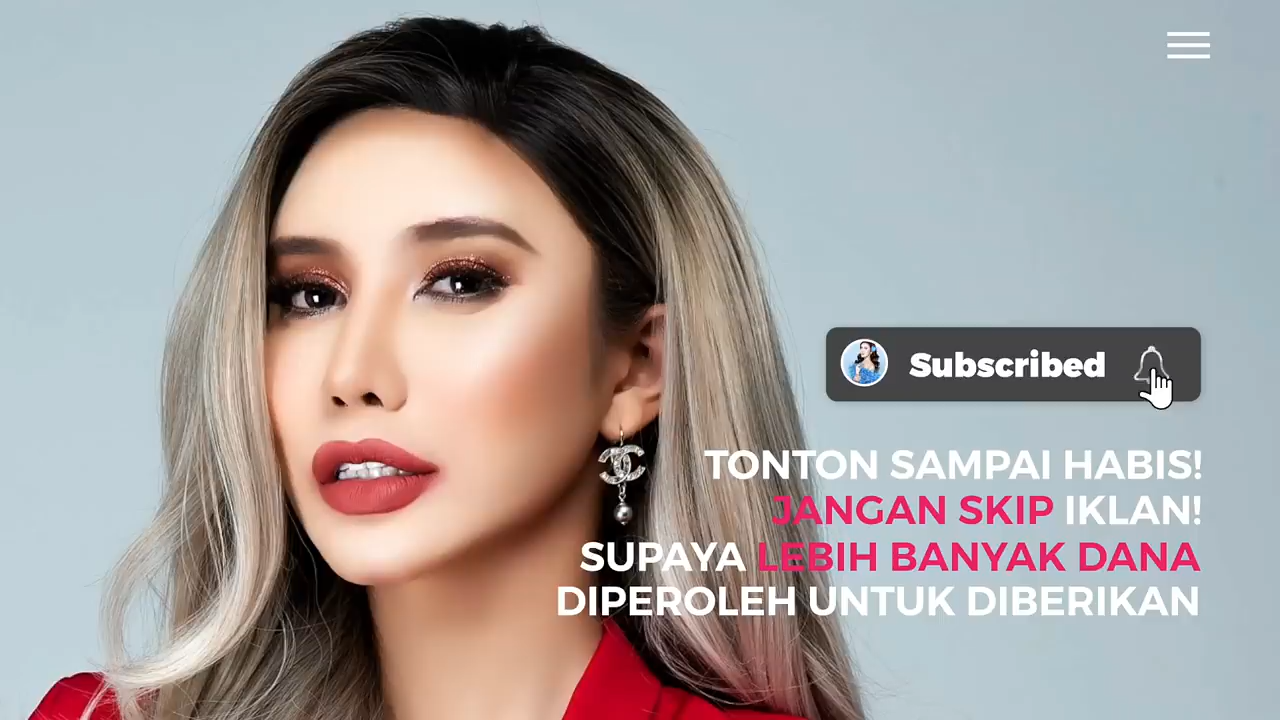 Subscribed
TONTON SAMPAI HABIS!
JANGAN SKIP IKLAN!
SUPAYA LEBIH BANYAK DANA
DIPEROLEH UNTUK DIBERIKAN